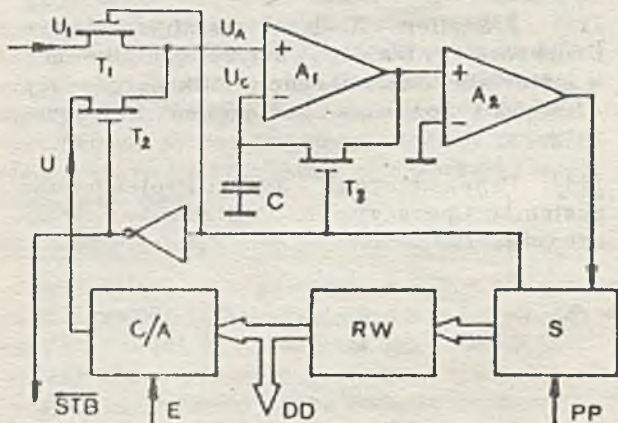 U₁ T₁ U_A + A₁ + A₂
U_C − −
T₂
U C T₃
C/A RW S
STB E DD PP